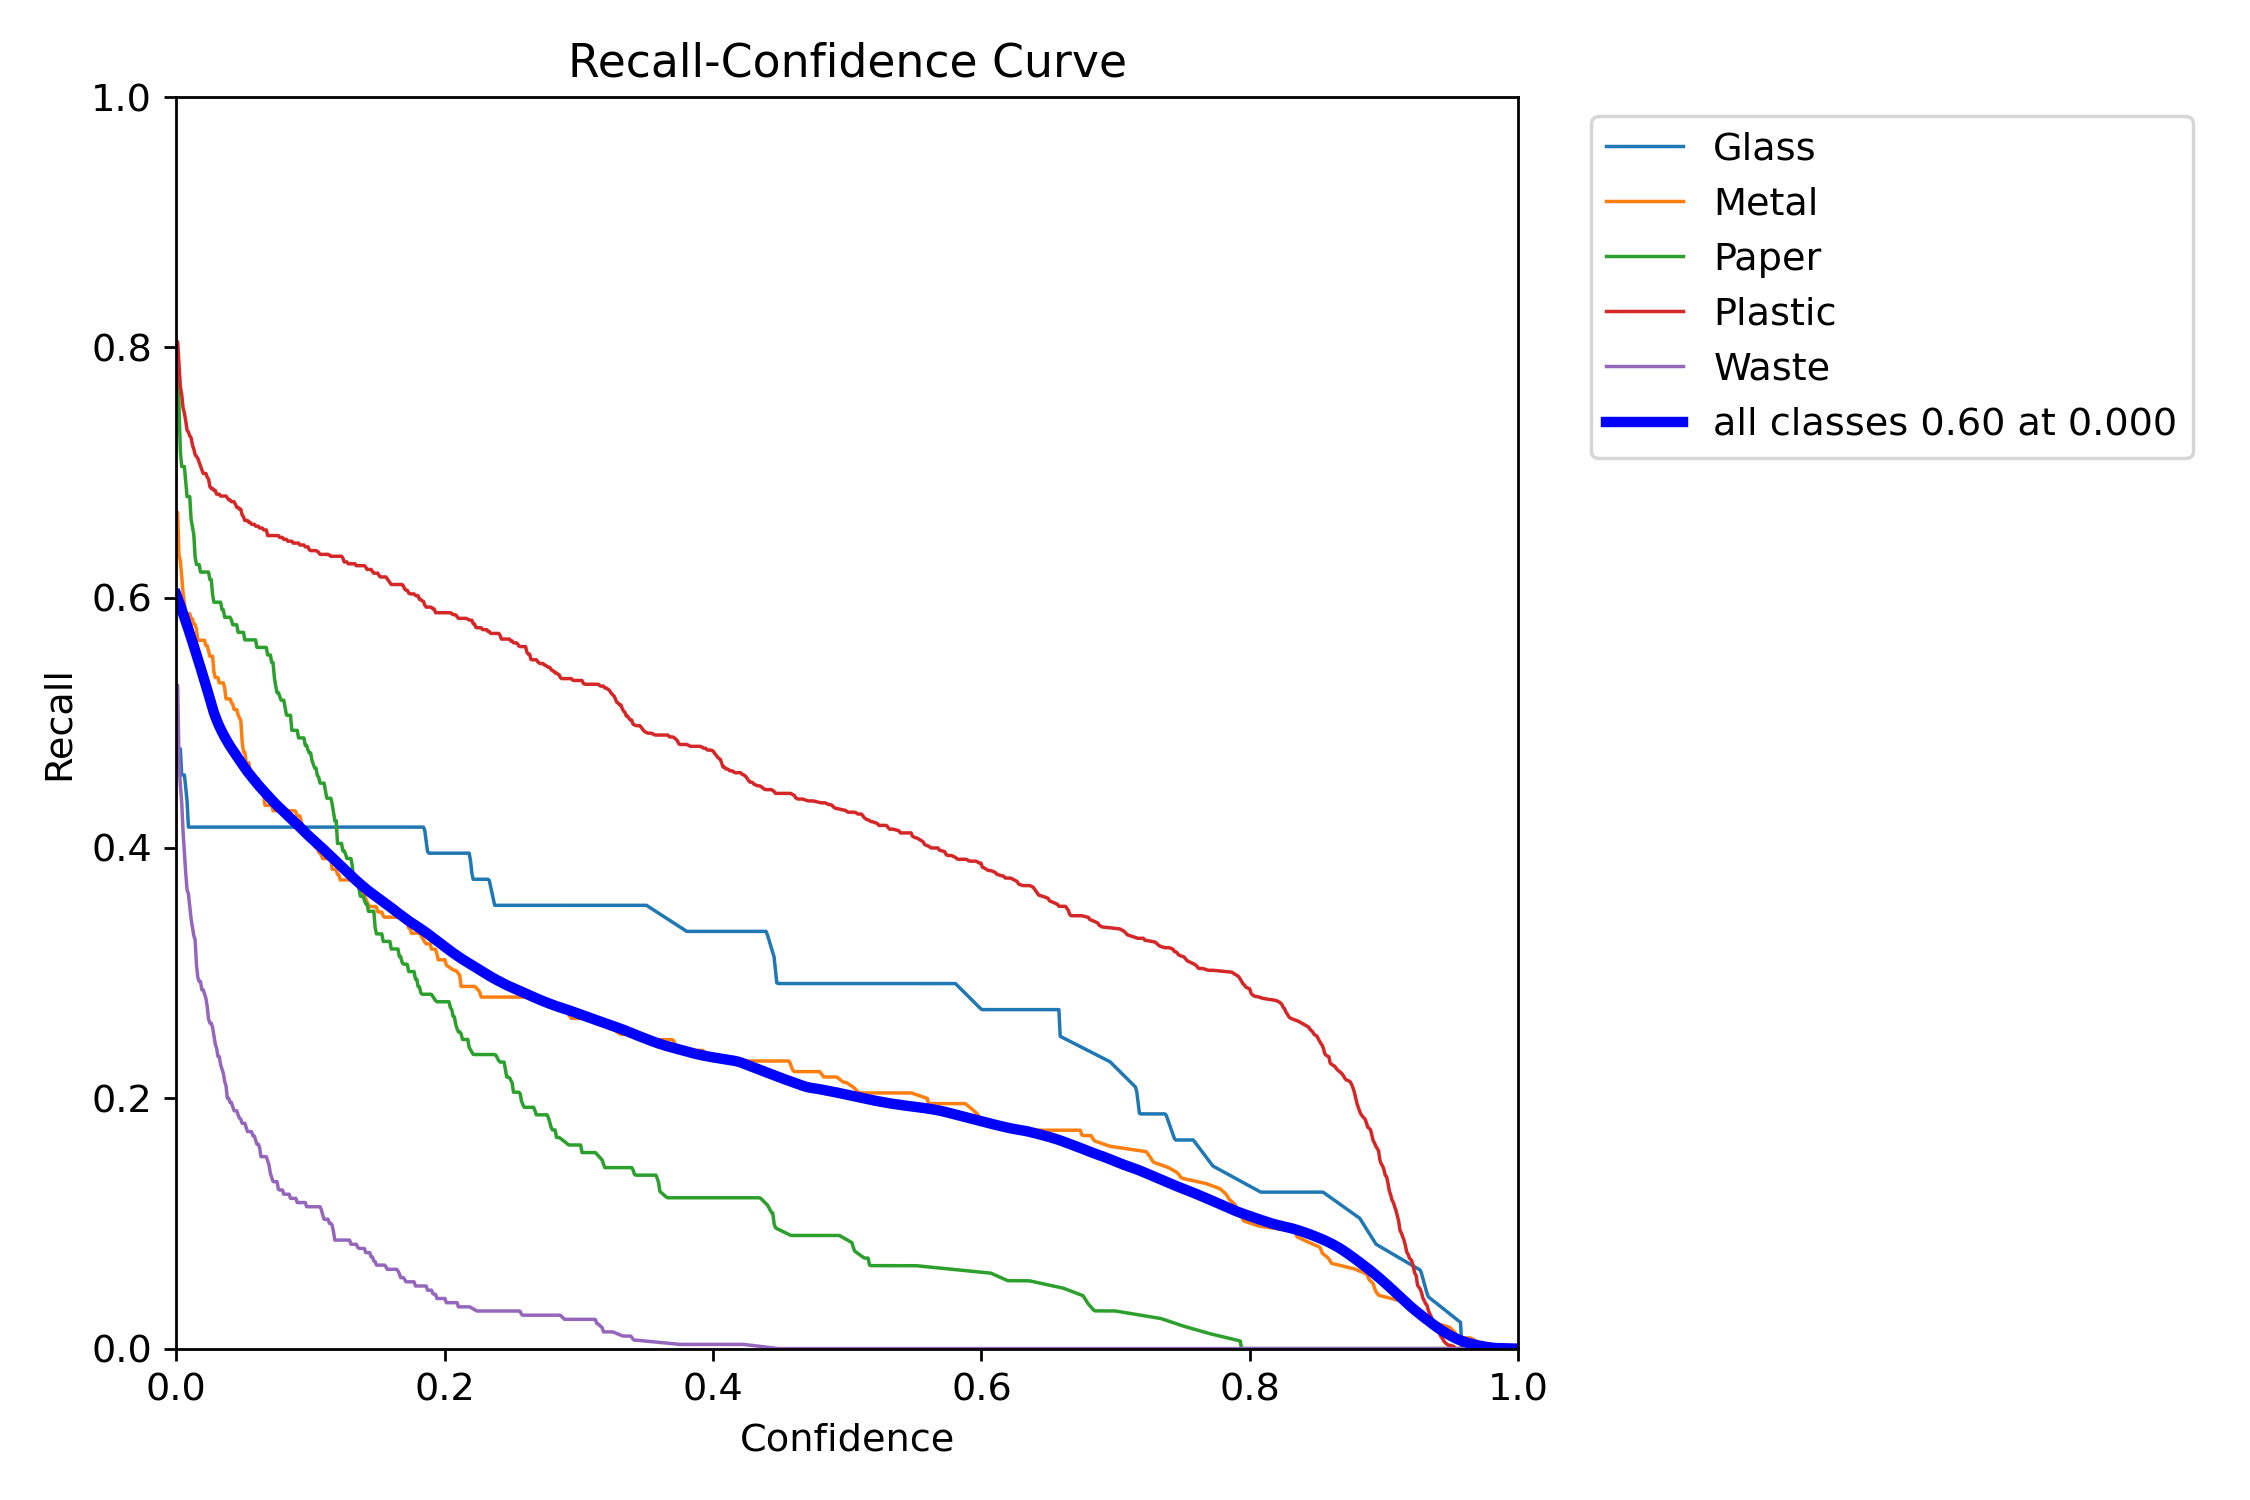 Recall-Confidence Curve
1.0
0.8
0.6
0.4
0.2
0.0
Recall
0.0 0.2 0.4 0.6 0.8 1.0
Confidence
Glass
Metal
Paper
Plastic
Waste
all classes 0.60 at 0.000